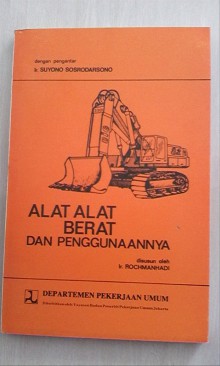 dengan pengantar
Ir. SUYONO SOSRODARSONO
ALAT ALAT
BERAT
DAN PENGGUNAANNYA
disusun oleh
Ir. ROCHMANHADI
DEPARTEMEN PEKERJAAN UMUM